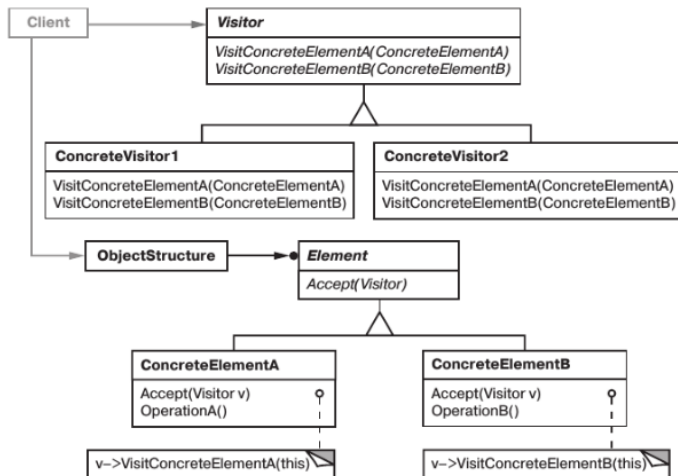 Client
Visitor
VisitConcreteElementA(ConcreteElementA)
VisitConcreteElementB(ConcreteElementB)
ConcreteVisitor1
VisitConcreteElementA(ConcreteElementA)
VisitConcreteElementB(ConcreteElementB)
ConcreteVisitor2
VisitConcreteElementA(ConcreteElementA)
VisitConcreteElementB(ConcreteElementB)
ObjectStructure
Element
Accept(Visitor)
ConcreteElementA
Accept(Visitor v)
OperationA()
ConcreteElementB
Accept(Visitor v)
OperationB()
v->VisitConcreteElementA(this)
v->VisitConcreteElementB(this)